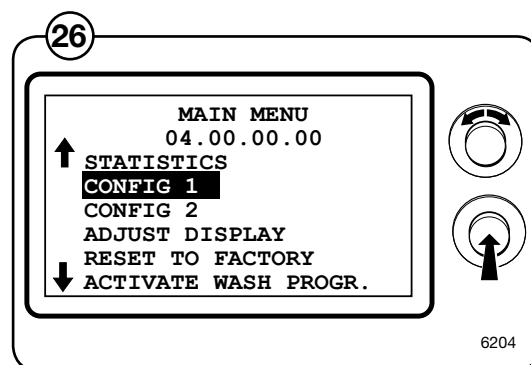 26
MAIN MENU
04.00.00.00
STATISTICS
CONFIG 1
CONFIG 2
ADJUST DISPLAY
RESET TO FACTORY
ACTIVATE WASH PROGR.
6204